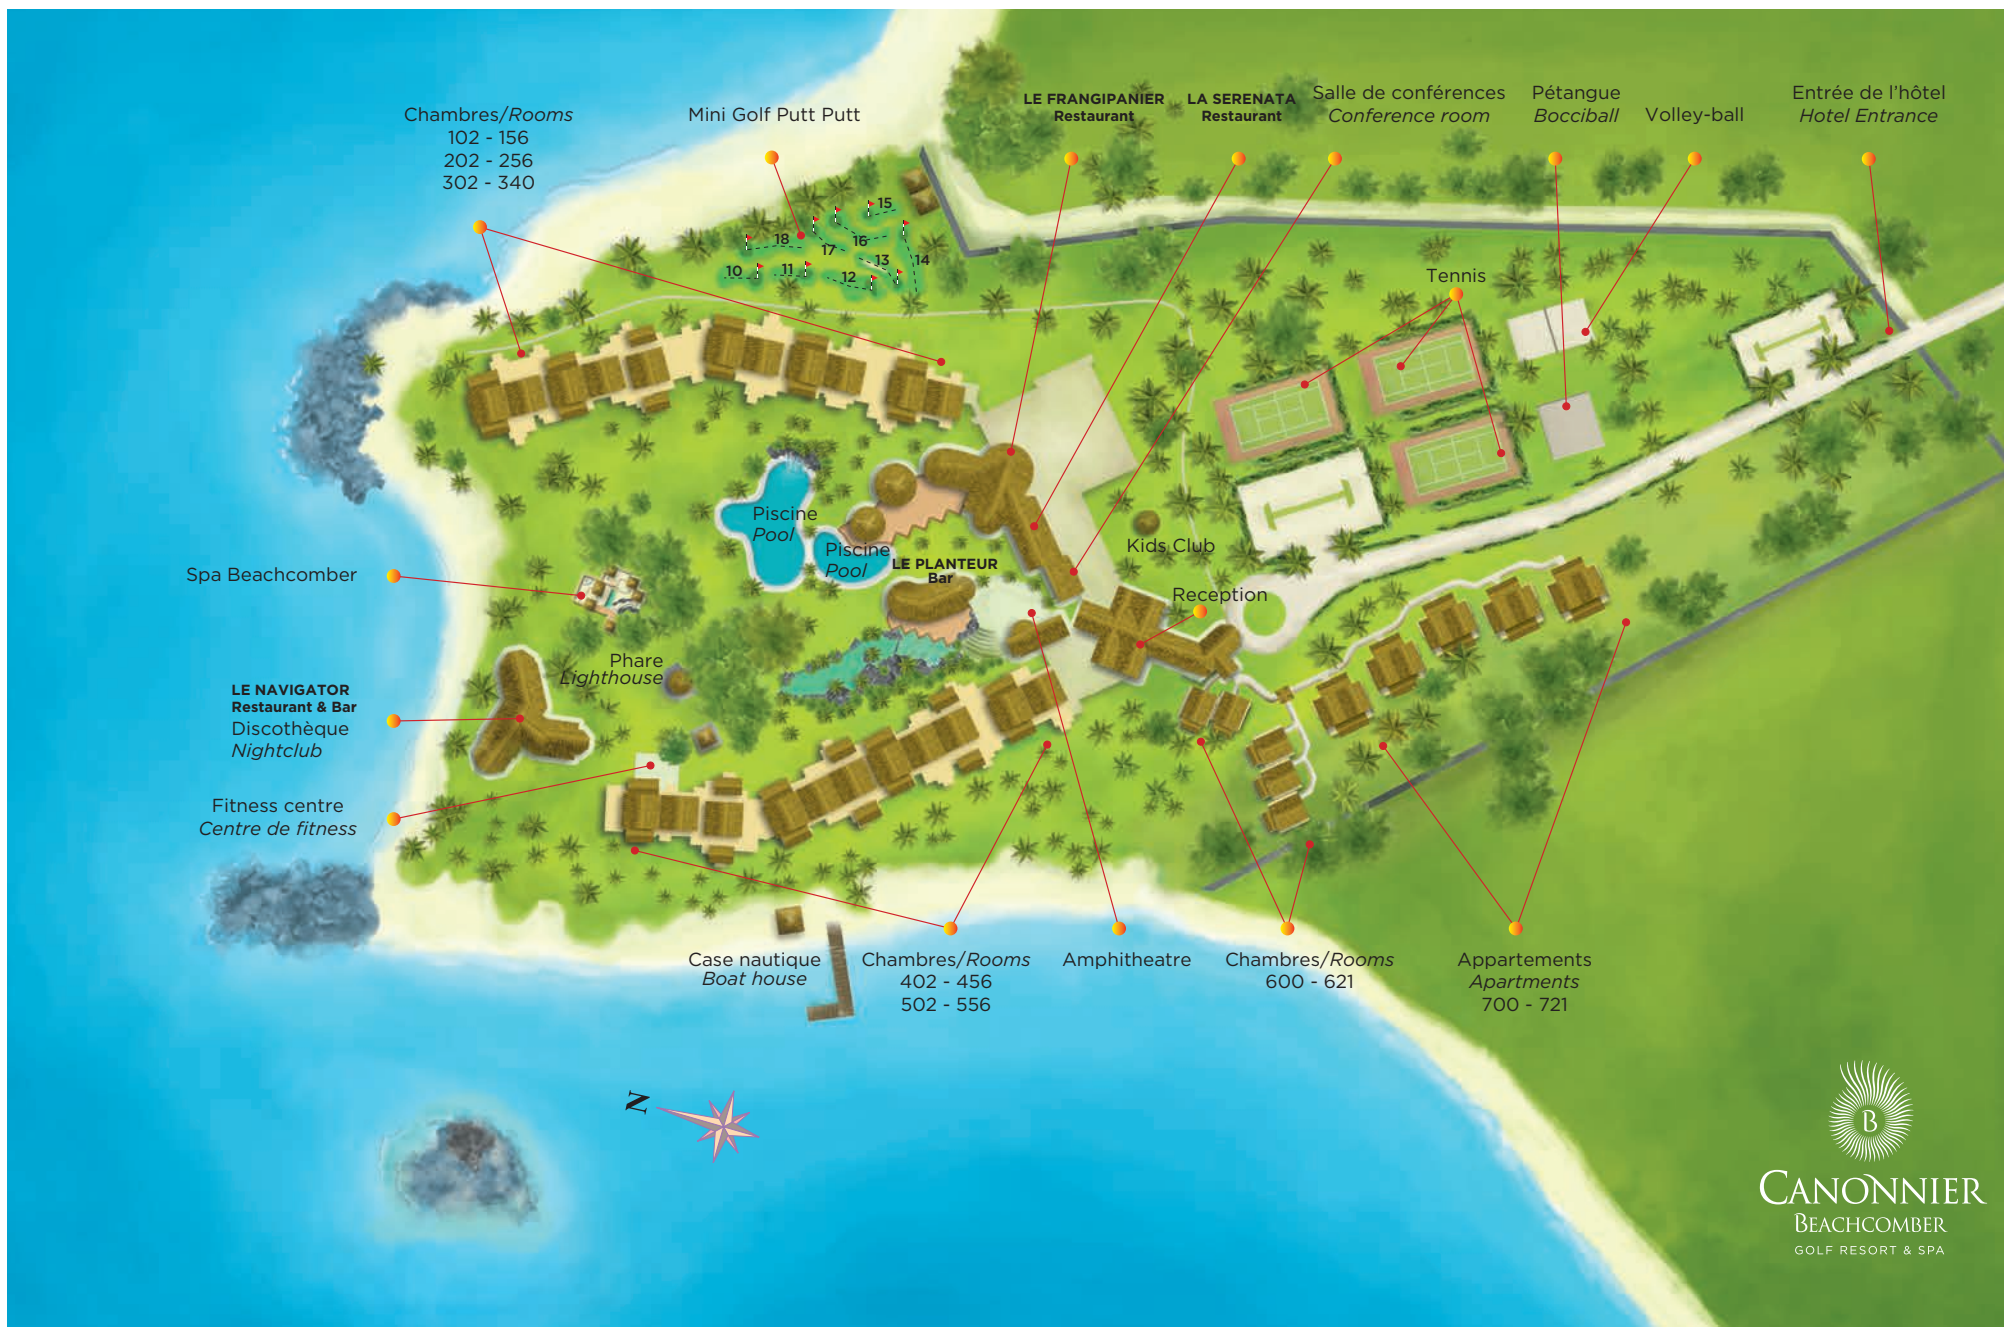 Chambres/Rooms
102 - 156
202 - 256
302 - 340
Mini Golf Putt Putt
LE FRANGIPANIER
Restaurant
LA SERENATA
Restaurant
Salle de conférences
Conference room
Pétangue
Bocciball
Volley-ball
Entrée de l'hôtel
Hotel Entrance
15
18
17
16
13
14
10
11
12
Tennis
Piscine
Pool
Piscine
Pool
LE PLANTEUR
Bar
Kids Club
Reception
Spa Beachcomber
Phare
Lighthouse
LE NAVIGATOR
Restaurant & Bar
Discothèque
Nightclub
Fitness centre
Centre de fitness
Case nautique
Boat house
Chambres/Rooms
402 - 456
502 - 556
Amphitheatre
Chambres/Rooms
600 - 621
Appartements
Apartments
700 - 721
N
B
CANONNIER
BEACHCOMBER
GOLF RESORT & SPA